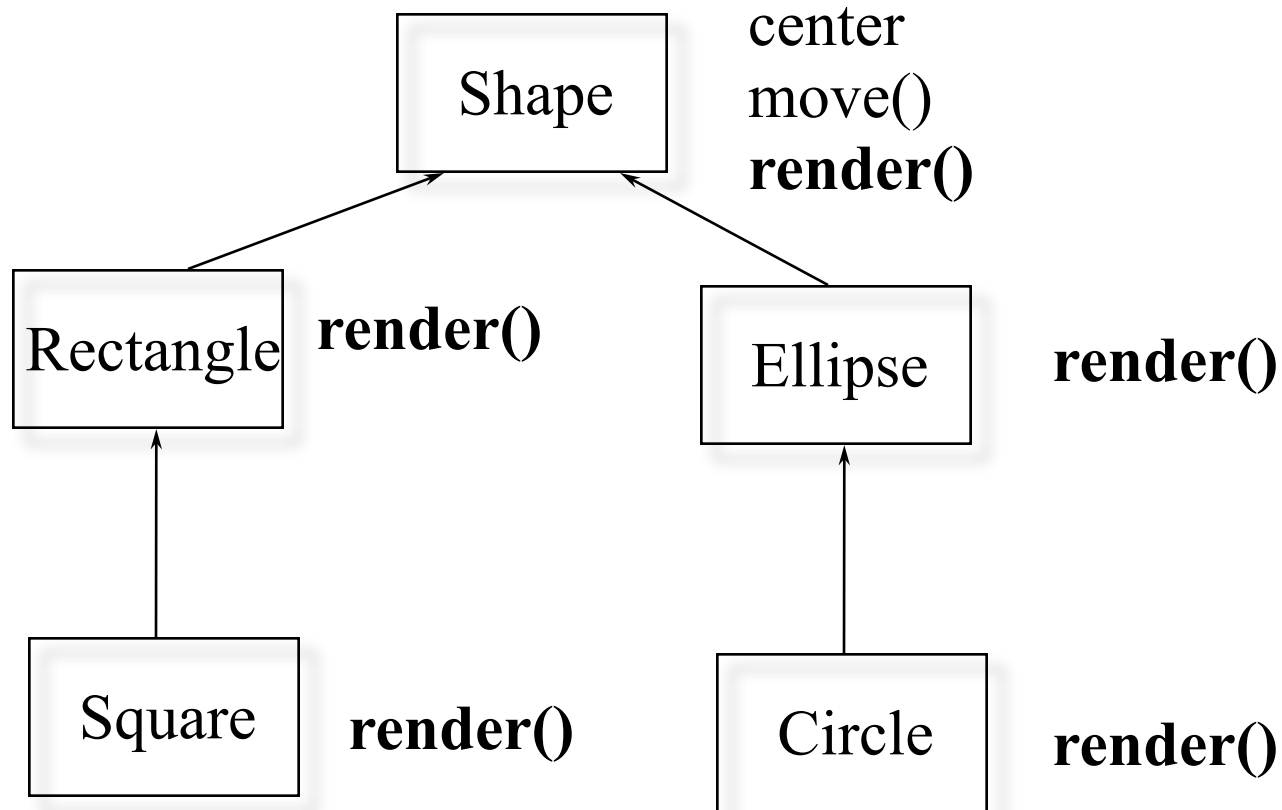 Shape
center
move()
render()
Rectangle
render()
Ellipse
render()
Square
render()
Circle
render()